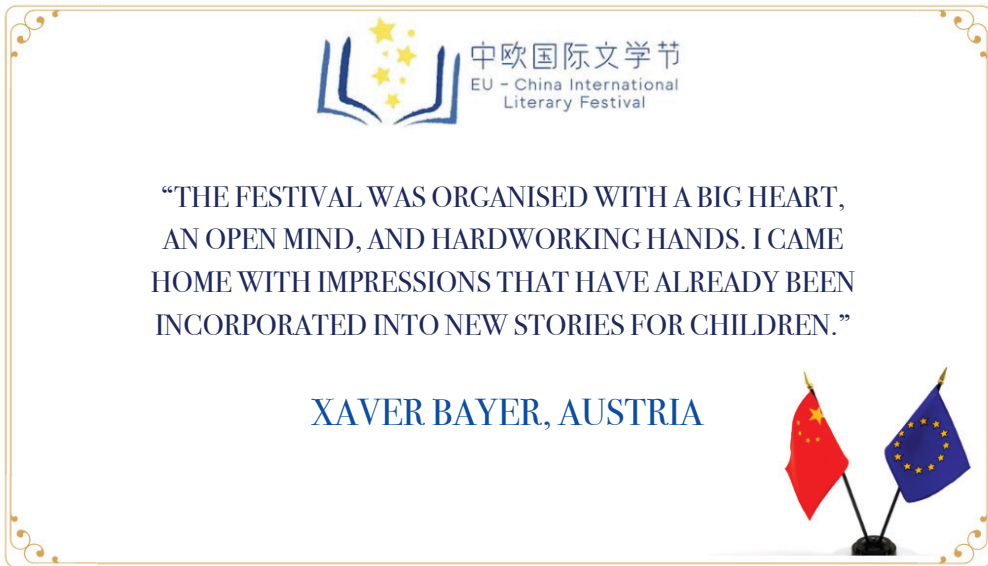 中欧国际文学节
EU - China International
Literary Festival
“THE FESTIVAL WAS ORGANISED WITH A BIG HEART,
AN OPEN MIND, AND HARDWORKING HANDS. I CAME
HOME WITH IMPRESSIONS THAT HAVE ALREADY BEEN
INCORPORATED INTO NEW STORIES FOR CHILDREN.”
XAVER BAYER, AUSTRIA